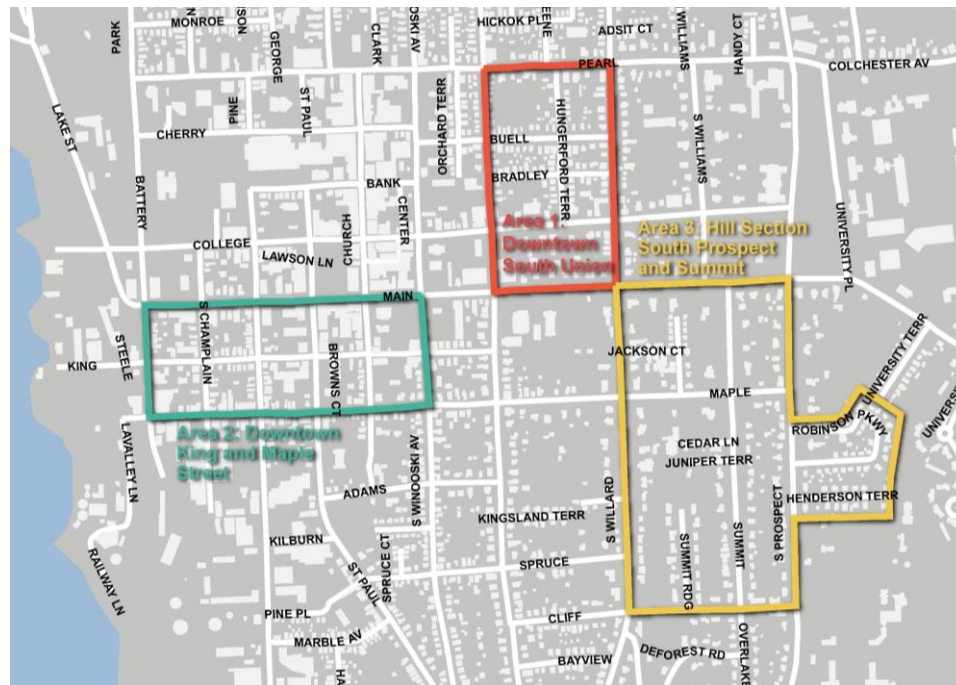 HICKOK PL
ADSIT CT
MONROE
PARK
GEORGE
CLARK
OSKI AV
EENE
S WILLIAMS
HANDY CT
PEARL
COLCHESTER AV
LAKE ST
PINE
ST PAUL
ORCHARD TERR
HUNGERFORD TERR
CHERRY
BUELL
S WILLIAMS
BATTERY
BANK
BRADLEY
CENTER
CHURCH
COLLEGE
LAWSON LN
Area 1:
Downtown
South Union
Area 3: Hill Section
South Prospect
and Summit
UNIVERSITY PL
MAIN
S CHAMPLAIN
STEELE
KING
BROWNS CT
JACKSON CT
MAPLE
UNIVERSITY TERR
ROBINSON PKWY
UNIVERS
Area 2: Downtown
King and Maple
Street
LAVALLEY LN
CEDAR LN
JUNIPER TERR
S WINOOSKI AV
ADAMS
KINGSLAND TERR
S WILLARD
S PROSPECT
HENDERSON TERR
KILBURN
SPRUCE CT
SPRUCE
SUMMIT RDG
SUMMIT
RAILWAY LN
ST PAUL
PINE PL
CLIFF
MARBLE AV
DEFOREST RD
OVERLAKE
BAYVIEW
HA